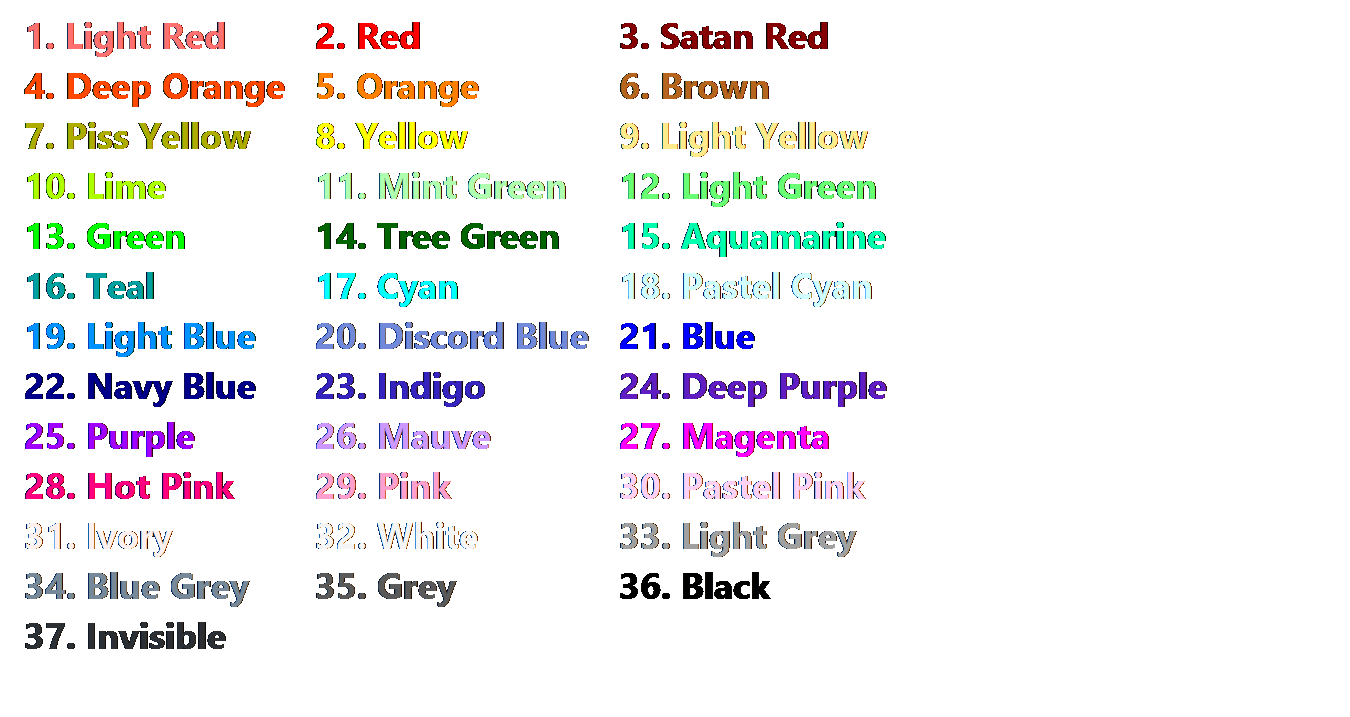 1. Light Red 2. Red 3. Satan Red
4. Deep Orange 5. Orange 6. Brown
7. Piss Yellow 8. Yellow 9. Light Yellow
10. Lime 11. Mint Green 12. Light Green
13. Green 14. Tree Green 15. Aquamarine
16. Teal 17. Cyan 18. Pastel Cyan
19. Light Blue 20. Discord Blue 21. Blue
22. Navy Blue 23. Indigo 24. Deep Purple
25. Purple 26. Mauve 27. Magenta
28. Hot Pink 29. Pink 30. Pastel Pink
31. Ivory 32. White 33. Light Grey
34. Blue Grey 35. Grey 36. Black
37. Invisible